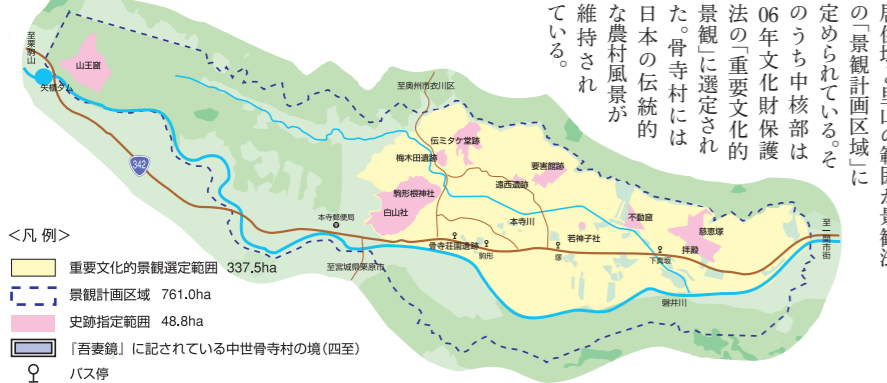 居住域と里山の範囲が景観法
の「景観計画区域」に
定められている。そ
のうち中核部は
06年文化財保護
法の「重要文化的
景観」に選定され
た。骨寺村には
日本の伝統的
な農村風景が
維持され
ている。
至栗駒山
山王窟
矢櫃ダム
342
至奥州市衣川区
伝ミタケ堂跡
梅木田遺跡
要害館跡
遠西遺跡
駒形根神社
白山社
本寺郵便局
本寺川
不動窟
慈恵塚
若神子社
拝殿
骨寺荘園遺跡
駒形
塚
下真坂
至宮城県栗原市
磐井川
至一関市街
<凡 例>
重要文化的景観選定範囲 337.5ha
景観計画区域 761.0ha
史跡指定範囲 48.8ha
『吾妻鏡』に記されている中世骨寺村の境(四至)
バス停